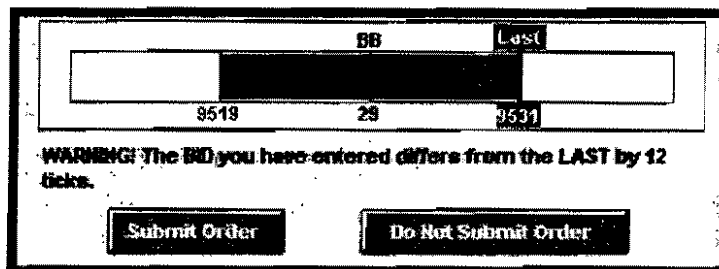 BB Last
9519 29 9531
WARNING! The BID you have entered differs from the LAST by 12
ticks.
Submit Order Do Not Submit Order